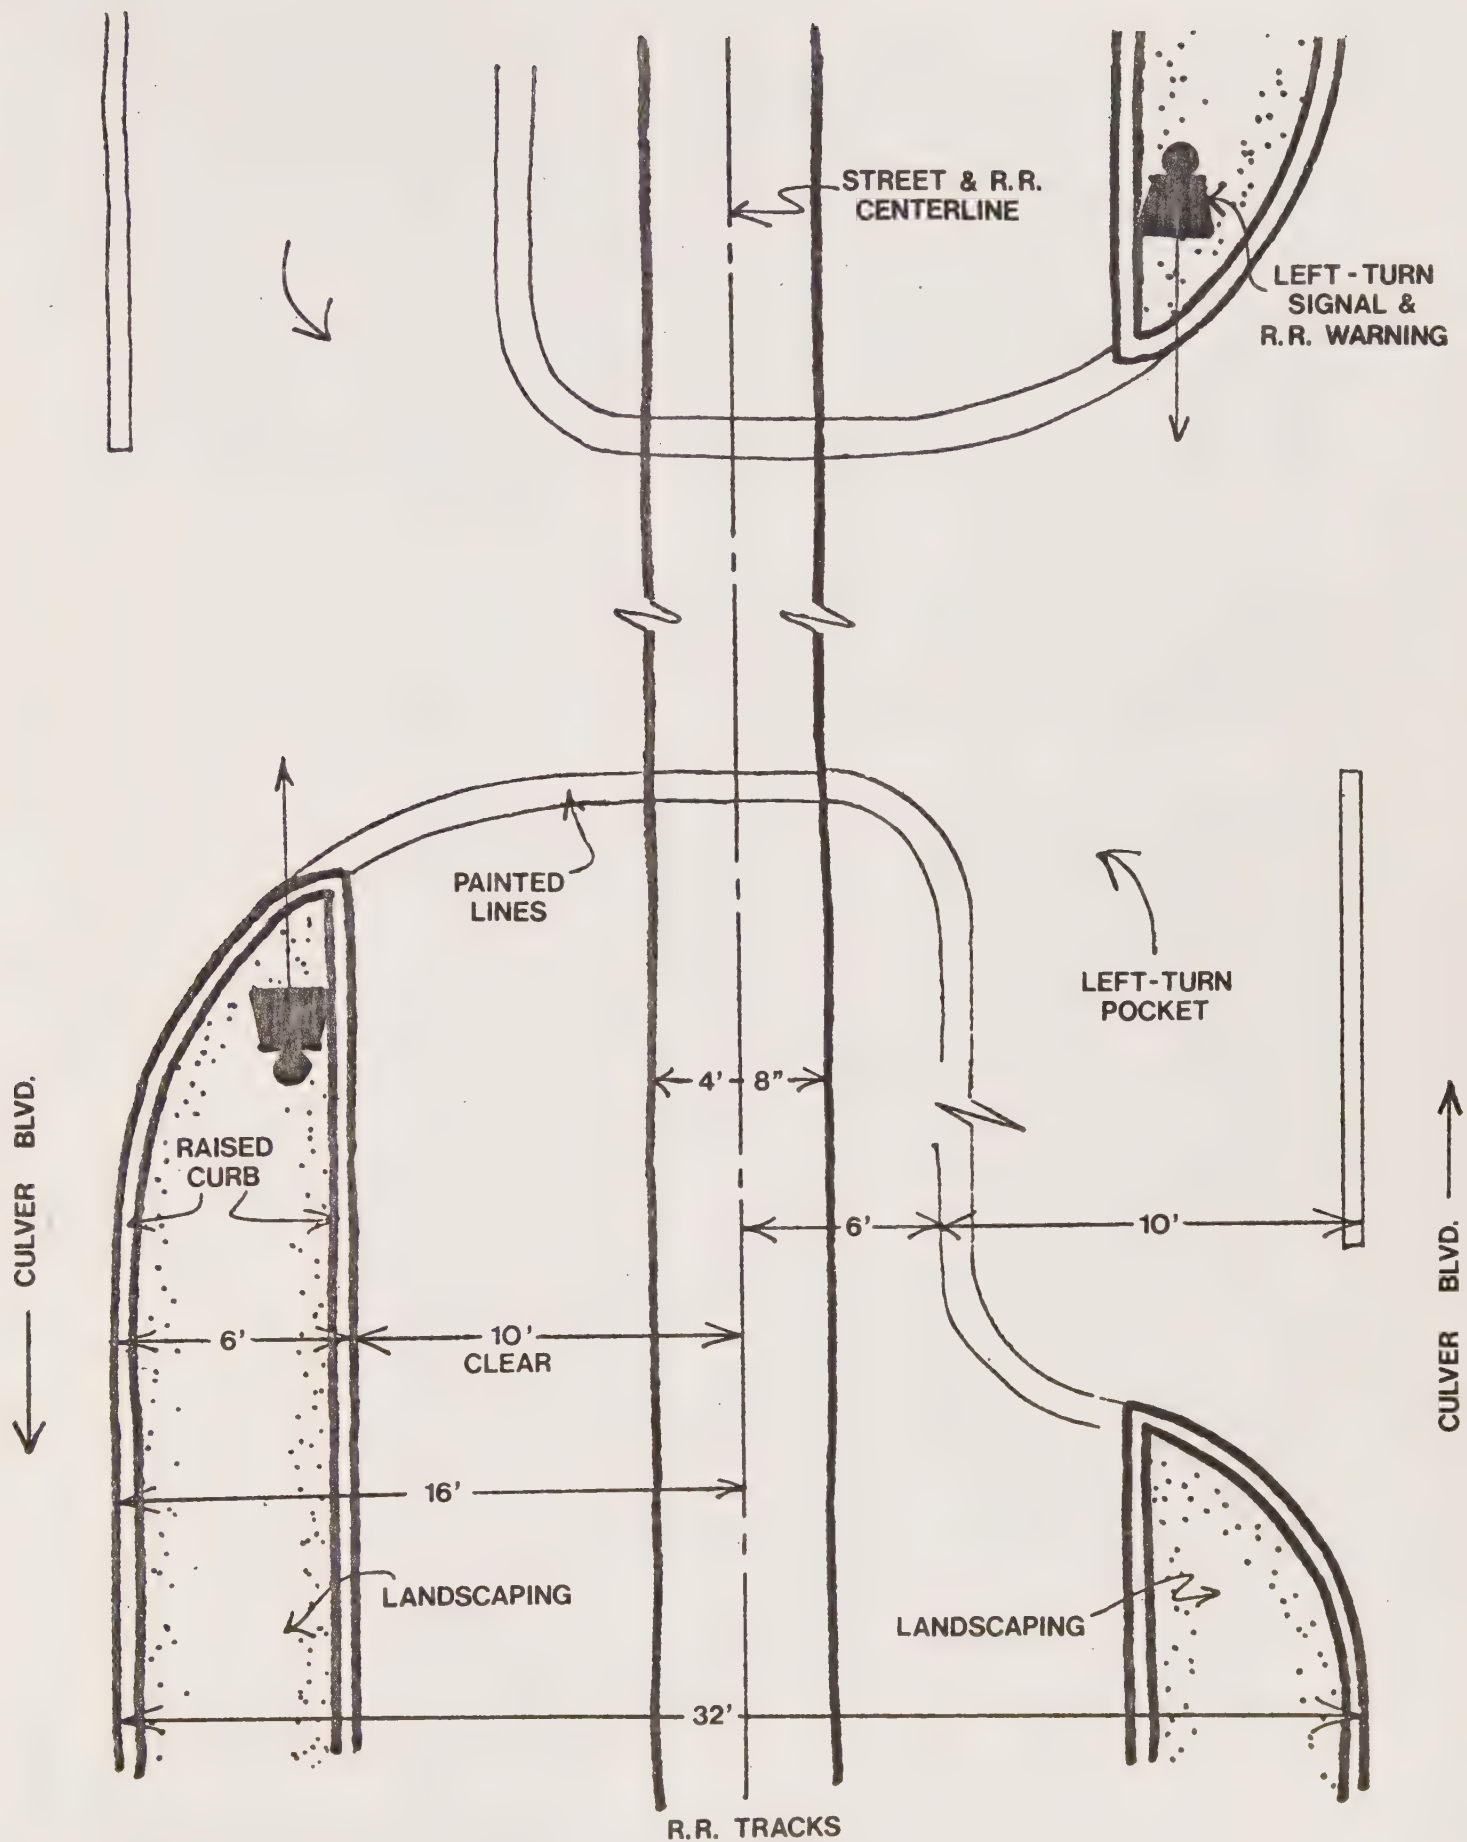 STREET & R.R.
CENTERLINE
LEFT-TURN
SIGNAL &
R.R. WARNING
PAINTED
LINES
LEFT-TURN
POCKET
4'-8"
CULVER BLVD.
RAISED
CURB
6'
10'
CULVER BLVD.
6'
10'
CLEAR
16'
LANDSCAPING
LANDSCAPING
32'
R.R. TRACKS